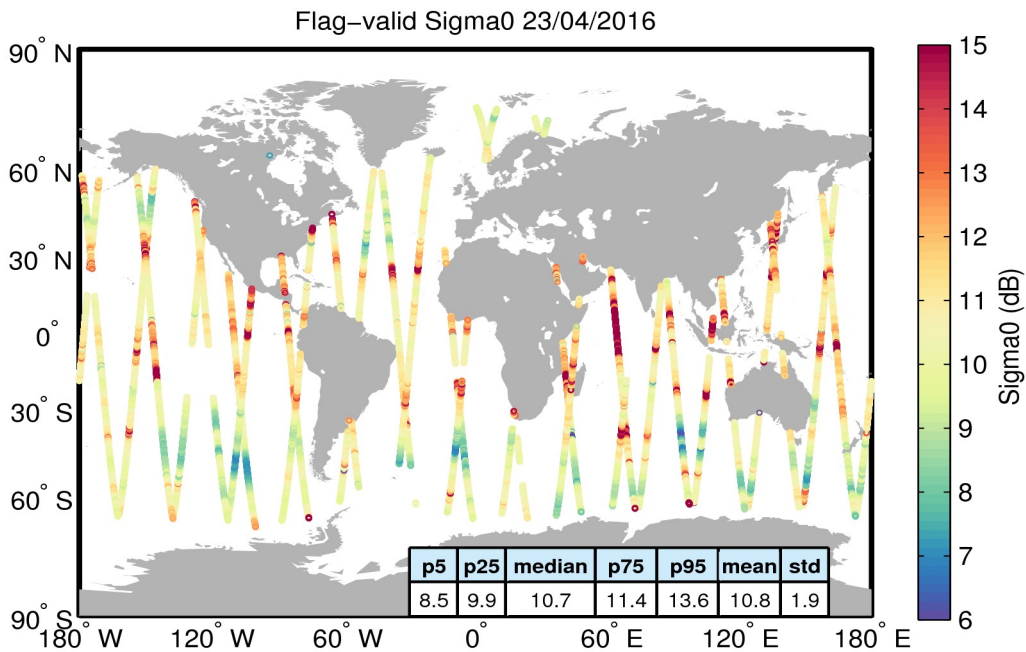 Flag−valid Sigma0 23/04/2016
90° N
60° N
30° N
0°
30° S
60° S
90° S
180° W
120° W
60° W
0°
60° E
120° E
180° E
p5 p25 median p75 p95 mean std
8.5 9.9 10.7 11.4 13.6 10.8 1.9
15
14
13
12
11
10
9
8
7
6
Sigma0 (dB)